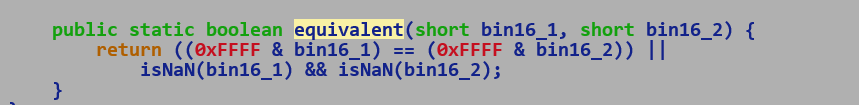 public static boolean equivalent(short bin16_1, short bin16_2) {
return ((0xFFFF & bin16_1) == (0xFFFF & bin16_2)) ||
isNaN(bin16_1) && isNaN(bin16_2);
}